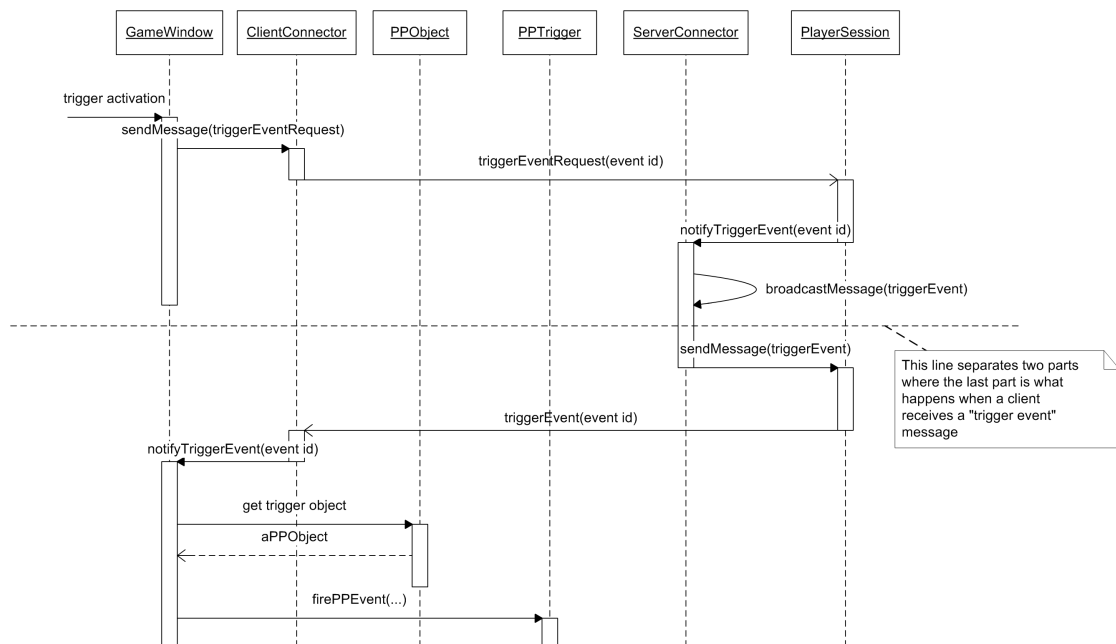 GameWindow
ClientConnector
PPObject
PPTrigger
ServerConnector
PlayerSession
trigger activation
sendMessage(triggerEventRequest)
triggerEventRequest(event id)
notifyTriggerEvent(event id)
broadcastMessage(triggerEvent)
sendMessage(triggerEvent)
This line separates two parts
where the last part is what
happens when a client
receives a "trigger event"
message
triggerEvent(event id)
notifyTriggerEvent(event id)
get trigger object
aPPObject
firePPEvent(...)